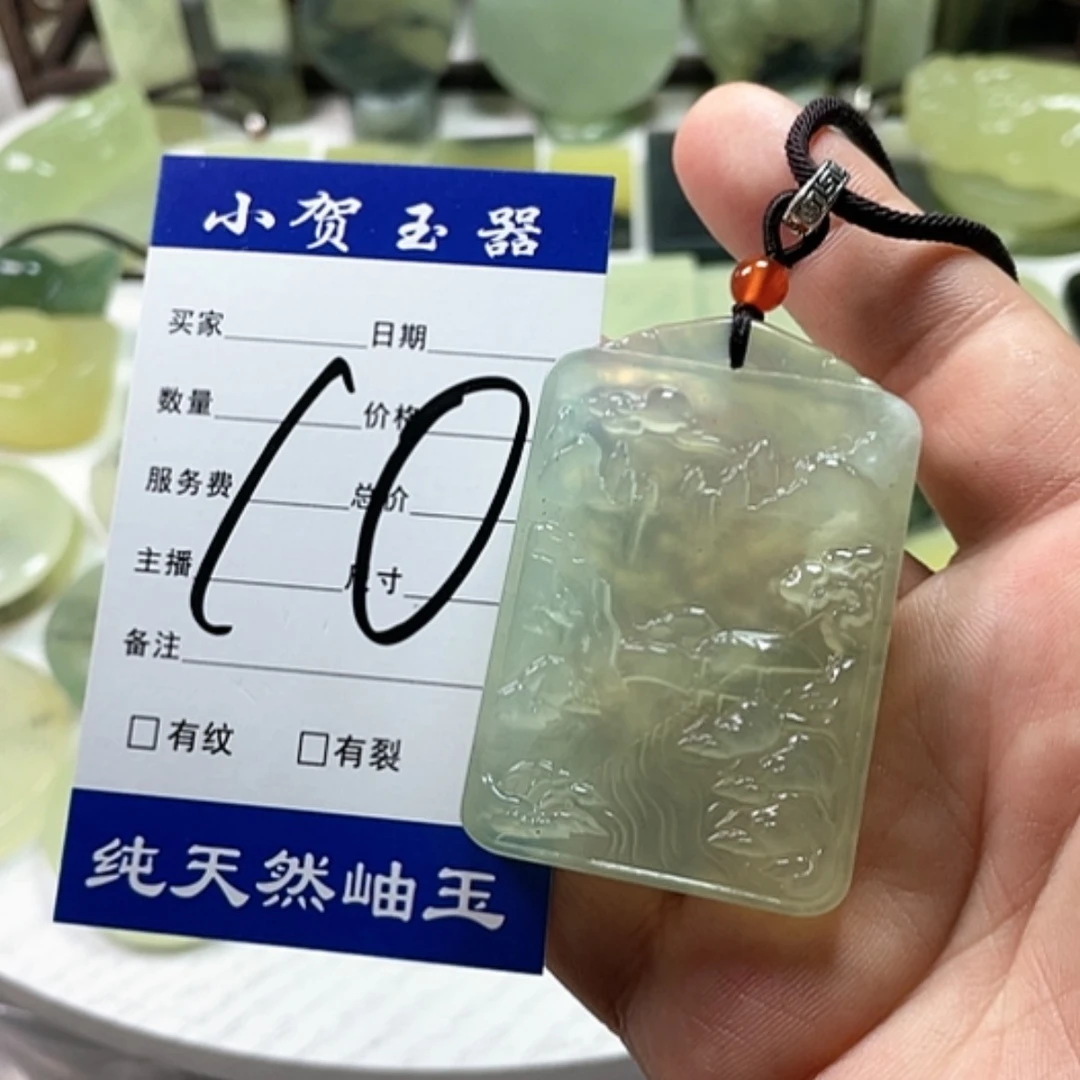 小贺玉器
买家 日期
数量 价格
服务费 总价
主播 尺寸
备注
10
□有纹 □有裂
纯天然岫玉